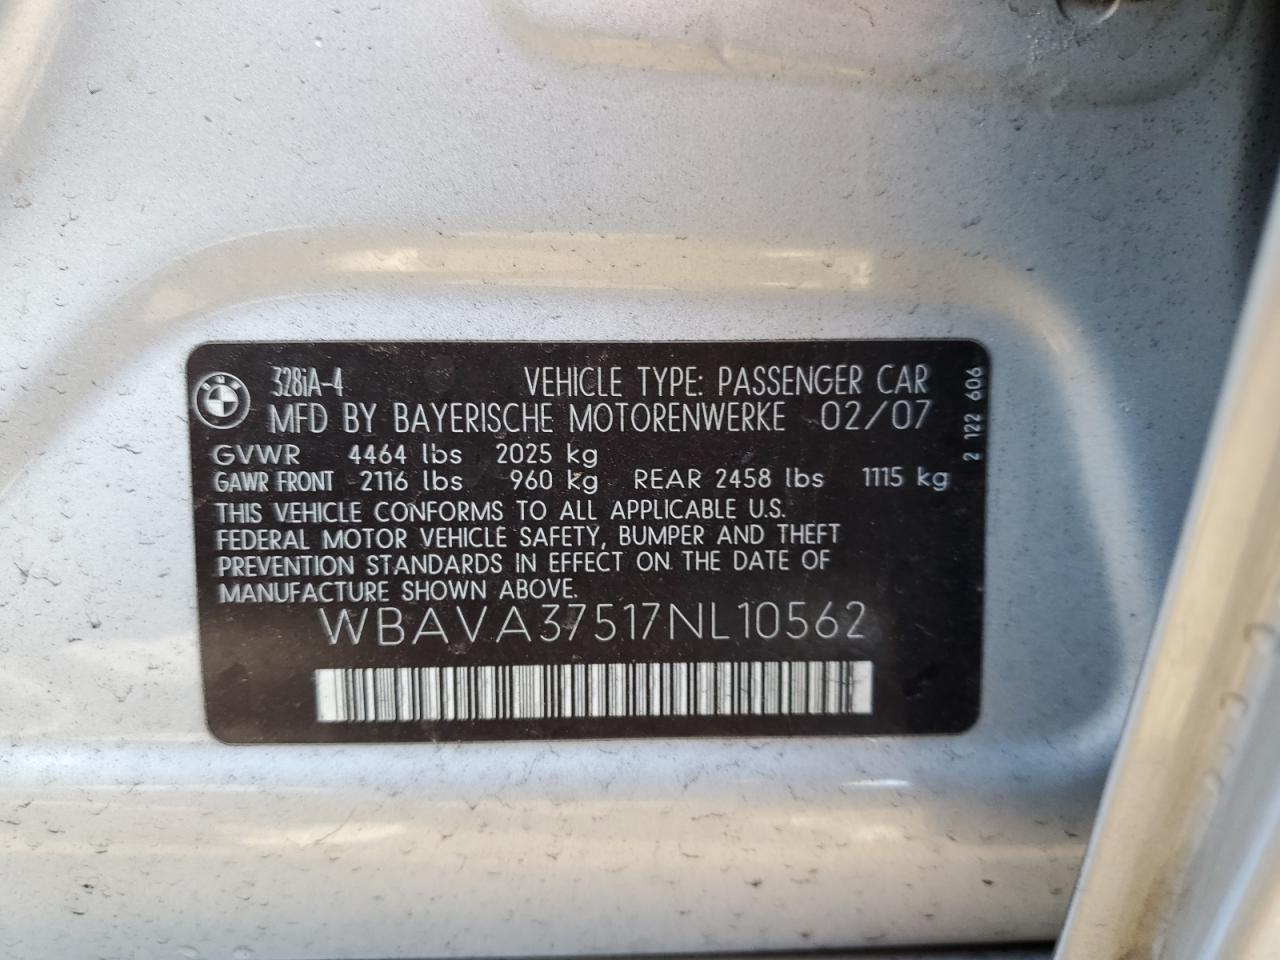 328iA-4 VEHICLE TYPE: PASSENGER CAR
MFD BY BAYERISCHE MOTORENWERKE 02/07
GVWR 4464 lbs 2025 kg
GAWR FRONT 2116 lbs 960 kg REAR 2458 lbs 1115 kg
THIS VEHICLE CONFORMS TO ALL APPLICABLE U.S.
FEDERAL MOTOR VEHICLE SAFETY, BUMPER AND THEFT
PREVENTION STANDARDS IN EFFECT ON THE DATE OF
MANUFACTURE SHOWN ABOVE.
WBAVA37517NL10562
2 122 606